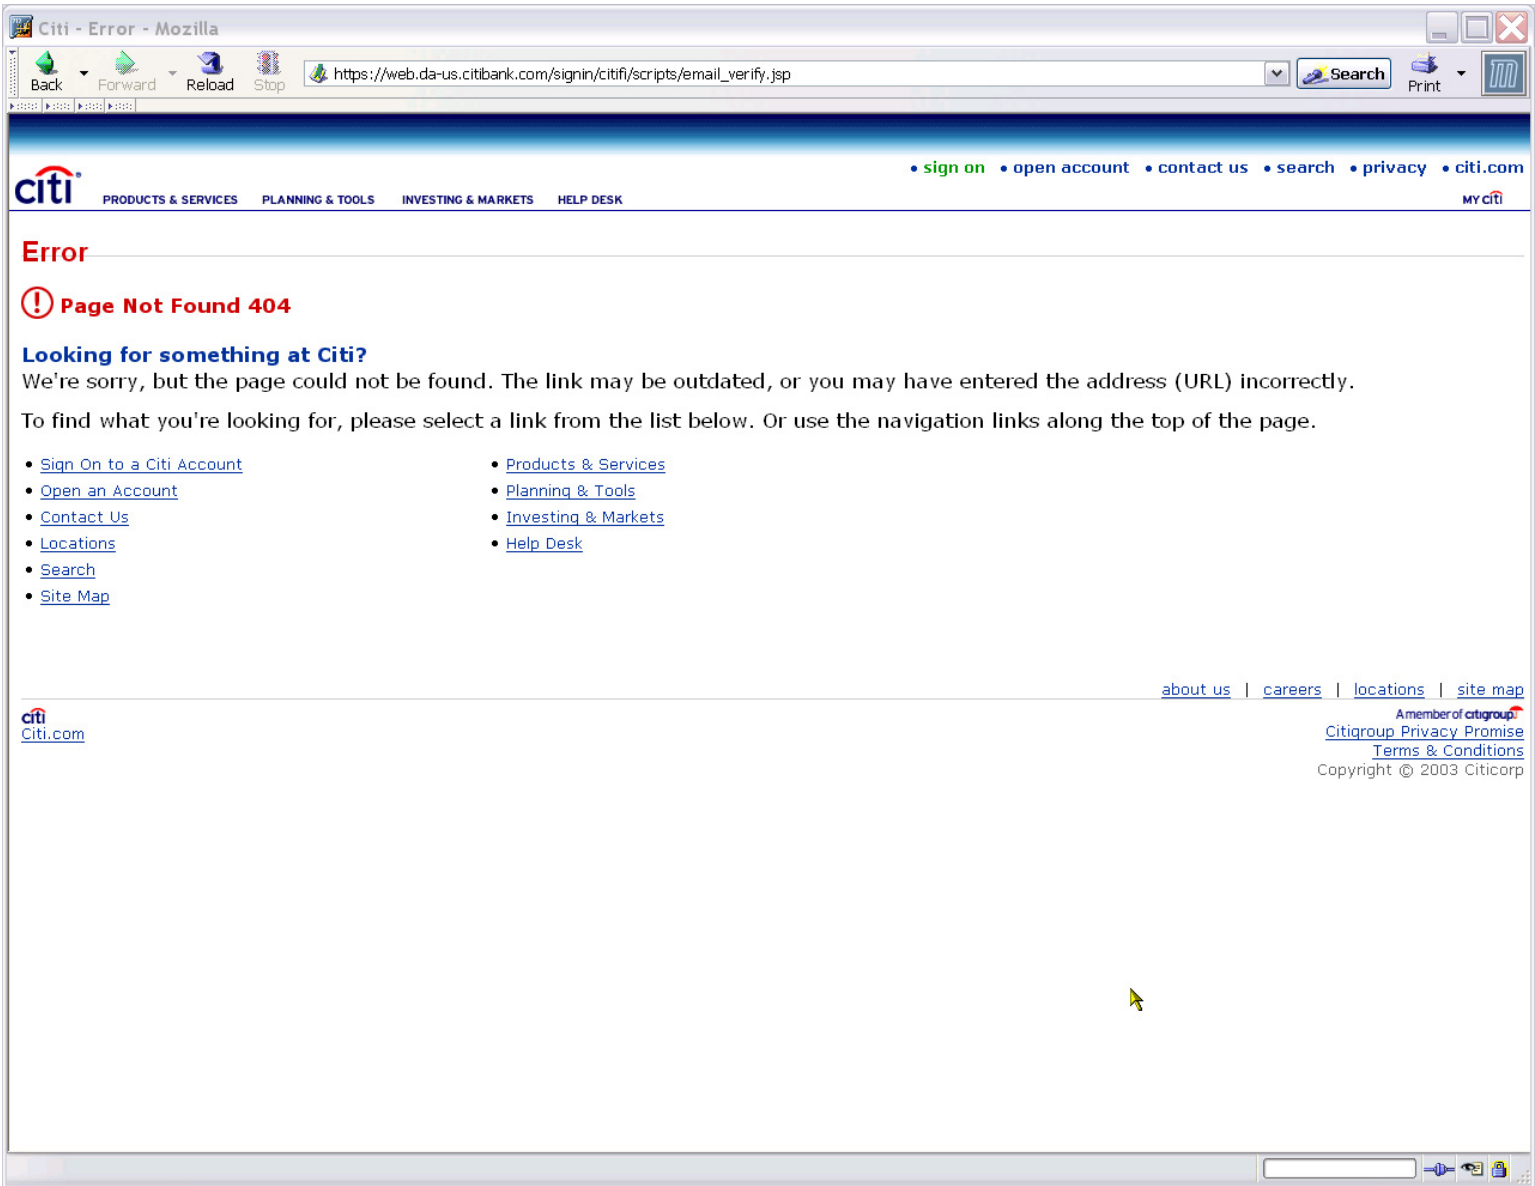 Citi - Error - Mozilla
Back Forward Reload Stop https://web.da-us.citibank.com/signin/citifi/scripts/email_verify.jsp Search Print
• sign on • open account • contact us • search • privacy • citi.com
citi PRODUCTS & SERVICES PLANNING & TOOLS INVESTING & MARKETS HELP DESK MY citi
Error
Page Not Found 404
Looking for something at Citi?
We're sorry, but the page could not be found. The link may be outdated, or you may have entered the address (URL) incorrectly.
To find what you're looking for, please select a link from the list below. Or use the navigation links along the top of the page.
• Sign On to a Citi Account • Products & Services
• Open an Account • Planning & Tools
• Contact Us • Investing & Markets
• Locations • Help Desk
• Search
• Site Map
about us | careers | locations | site map
citi A member of citigroup
Citi.com Citigroup Privacy Promise
Terms & Conditions
Copyright © 2003 Citicorp